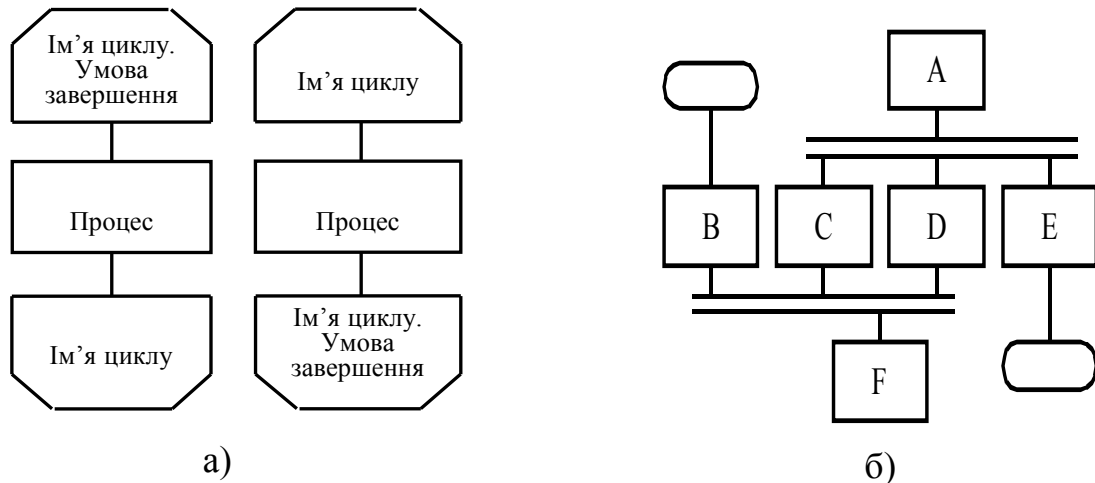 Ім’я циклу.
Умова
завершення
Ім’я циклу
Процес
Процес
Ім’я циклу
Ім’я циклу.
Умова
завершення
а)
A
B
C
D
E
F
б)